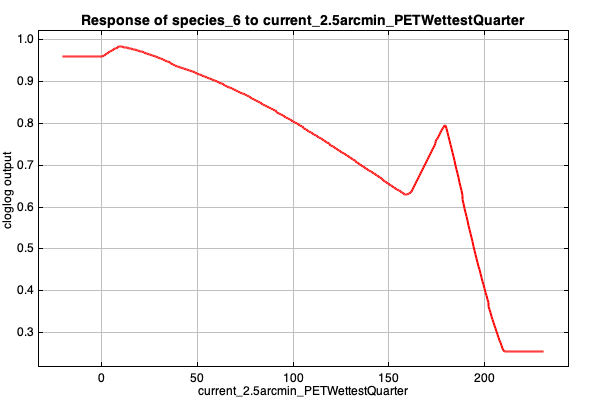 Response of species_6 to current_2.5arcmin_PETWettestQuarter
cloglog output
1.0
0.9
0.8
0.7
0.6
0.5
0.4
0.3
0 50 100 150 200
current_2.5arcmin_PETWettestQuarter